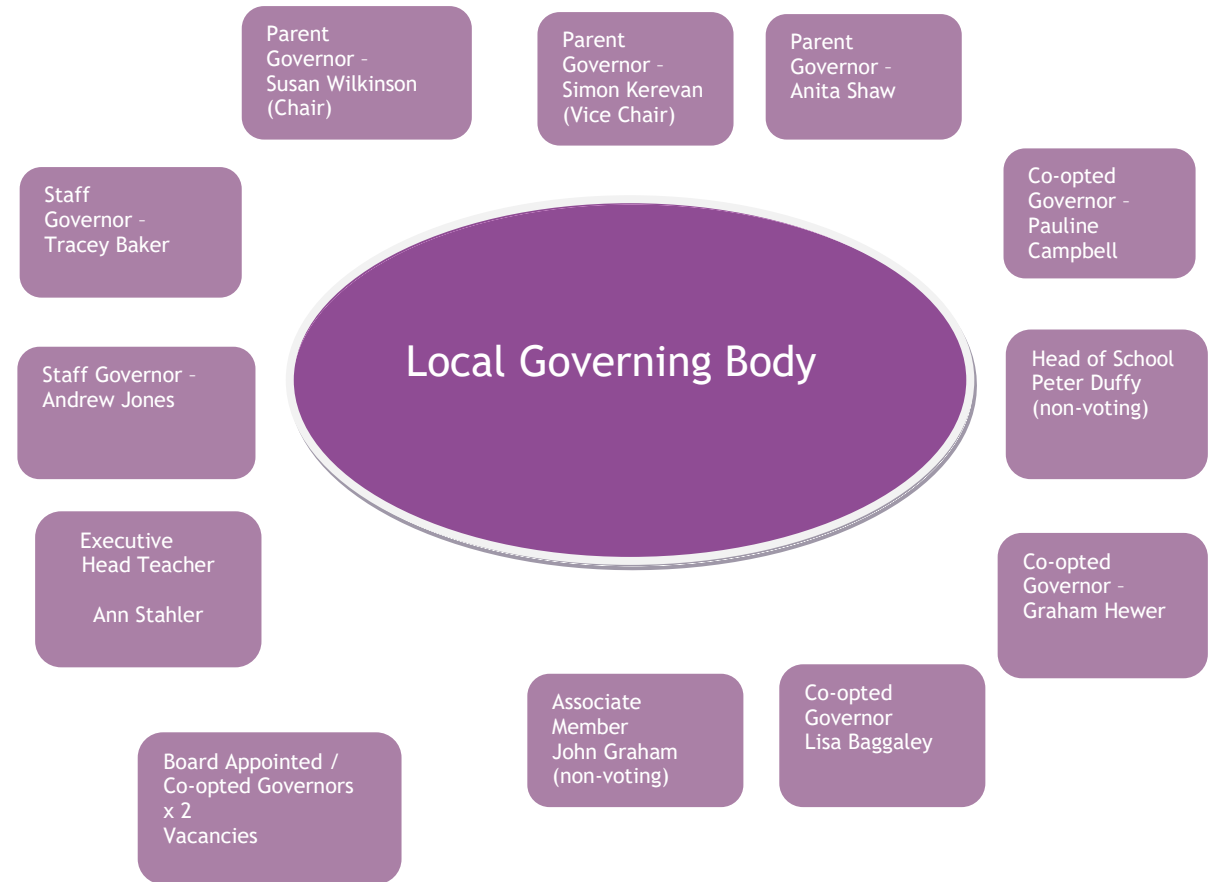 Parent
Governor –
Susan Wilkinson
(Chair)
Parent
Governor –
Simon Kerevan
(Vice Chair)
Parent
Governor –
Anita Shaw
Staff
Governor –
Tracey Baker
Co-opted
Governor –
Pauline
Campbell
Local Governing Body
Staff Governor –
Andrew Jones
Head of School
Peter Duffy
(non-voting)
Executive
Head Teacher
Ann Stahler
Co-opted
Governor –
Graham Hewer
Associate
Member
John Graham
(non-voting)
Co-opted
Governor
Lisa Baggaley
Board Appointed /
Co-opted Governors
x 2
Vacancies